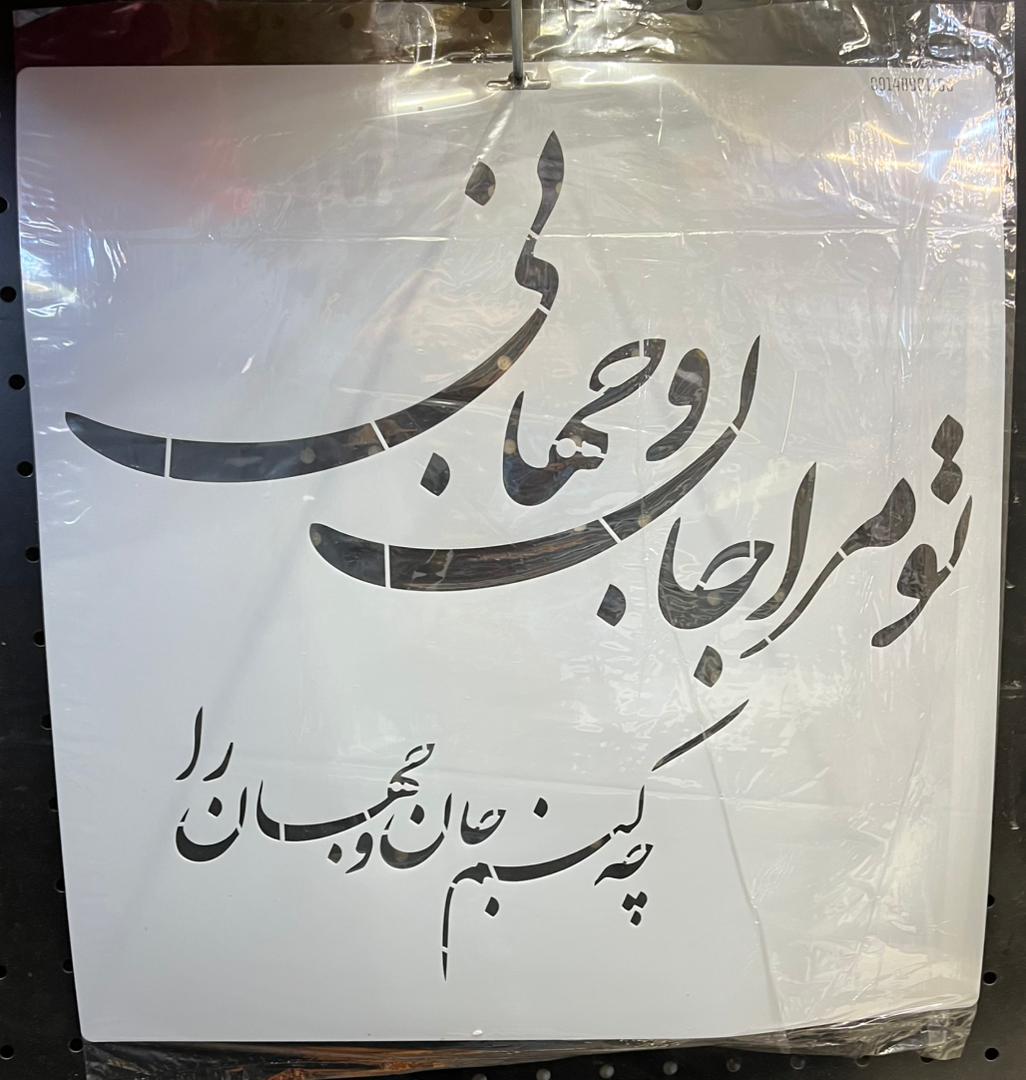 تو مرا جان و جهانی
چه کنم جان و جهان را